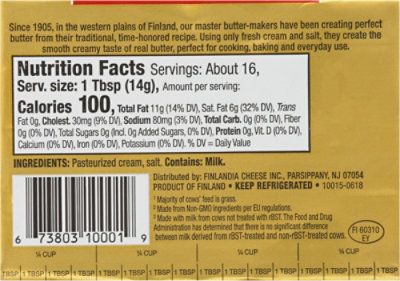 Since 1905, in the western plains of Finland, our master butter-makers have been creating perfect
butter from their traditional, time-honored recipe. Using only fresh cream and salt, they create the
smooth creamy taste of real butter, perfect for cooking, baking and everyday use.
Nutrition Facts Servings: About 16,
Serv. size: 1 Tbsp (14g), Amount per serving:
Calories 100, Total Fat 11g (14% DV), Sat. Fat 6g (32% DV), Trans
Fat 0g, Cholest. 30mg (9% DV), Sodium 80mg (3% DV), Total Carb. 0g (0% DV), Fiber
0g (0% DV), Total Sugars 0g (Incl. 0g Added Sugars, 0% DV), Protein 0g, Vit. D (0% DV),
Calcium (0% DV), Iron (0% DV), Potassium (0% DV). % DV = Daily Value
INGREDIENTS: Pasteurized cream, salt. Contains: Milk.
Distributed by: FINLANDIA CHEESE INC., PARSIPPANY, NJ 07054
PRODUCT OF FINLAND • KEEP REFRIGERATED • 10015-0618
1 Majority of cows' feed is grass.
2 Made from Non-GMO ingredients per EU regulations.
3 Made with milk from cows not treated with rBST. The Food and Drug
Administration has determined that there is no significant difference
between milk derived from rBST-treated and non-rBST-treated cows.
FI 60310
EY
6 73803 10001 9
¼ CUP ¼ CUP ¼ CUP ¼ CUP
1 TBSP 1 TBSP 1 TBSP 1 TBSP 1 TBSP 1 TBSP 1 TBSP 1 TBSP 1 TBSP 1 TBSP 1 TBSP 1 TBSP 1 TBSP 1 TBSP 1 TBSP 1 TBSP